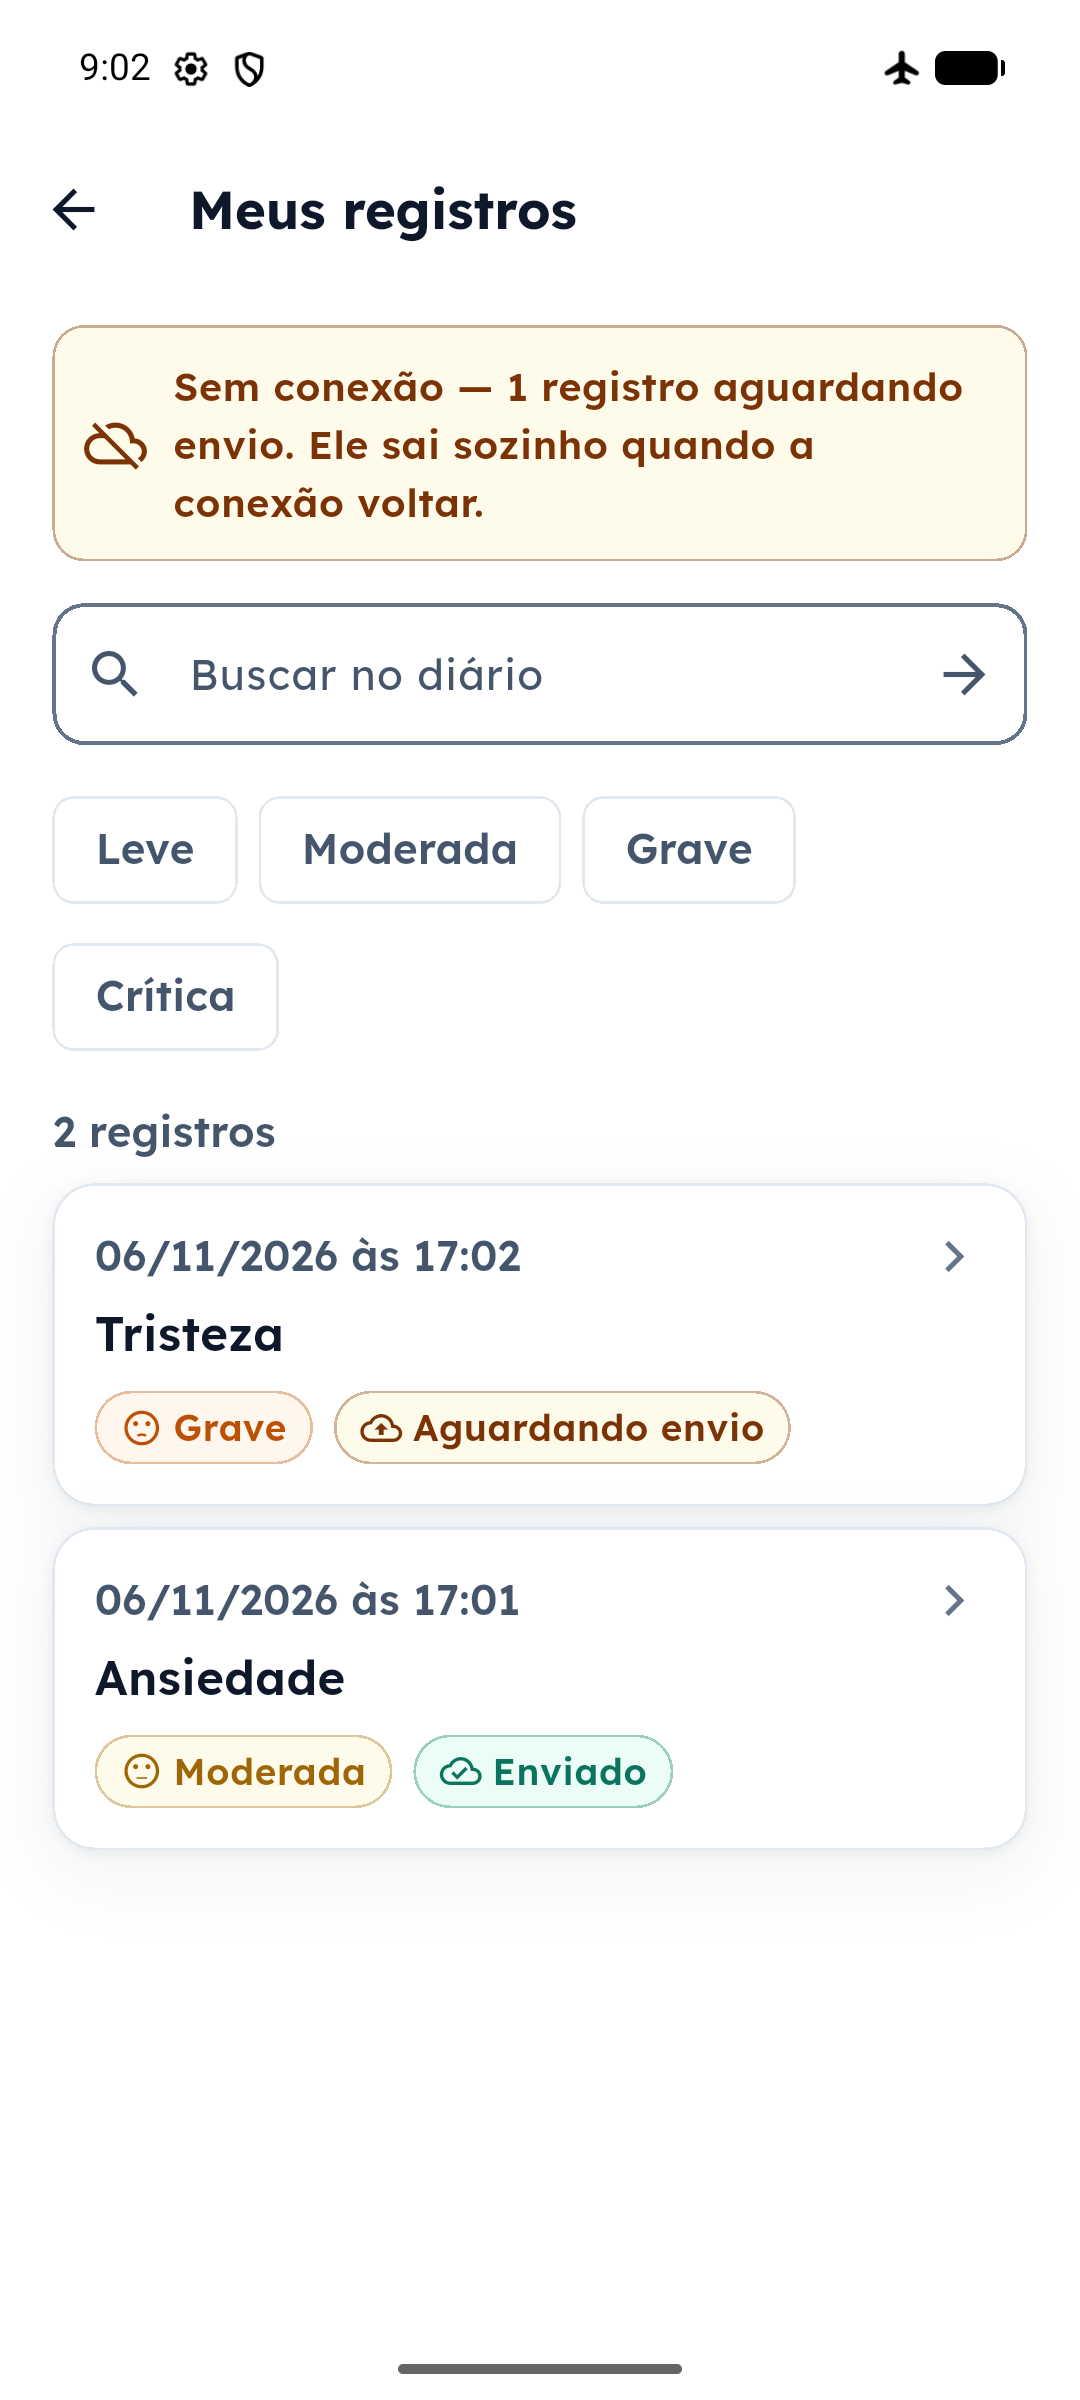 9:02
Meus registros
Sem conexão — 1 registro aguardando
envio. Ele sai sozinho quando a
conexão voltar.
Buscar no diário
Leve
Moderada
Grave
Crítica
2 registros
06/11/2026 às 17:02
Tristeza
Grave
Aguardando envio
06/11/2026 às 17:01
Ansiedade
Moderada
Enviado